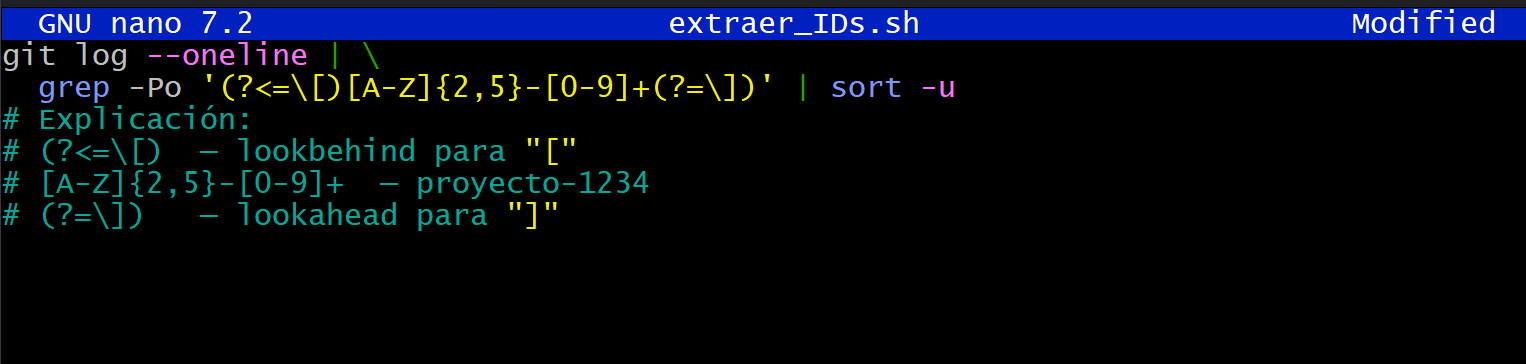 GNU nano 7.2 extraer_IDs.sh Modified
git log --oneline | \
  grep -Po '(?<=\[)[A-Z]{2,5}-[0-9]+(?=\])' | sort -u
# Explicación:
# (?<=\[)  – lookbehind para "["
# [A-Z]{2,5}-[0-9]+  – proyecto-1234
# (?=\])   – lookahead para "]"